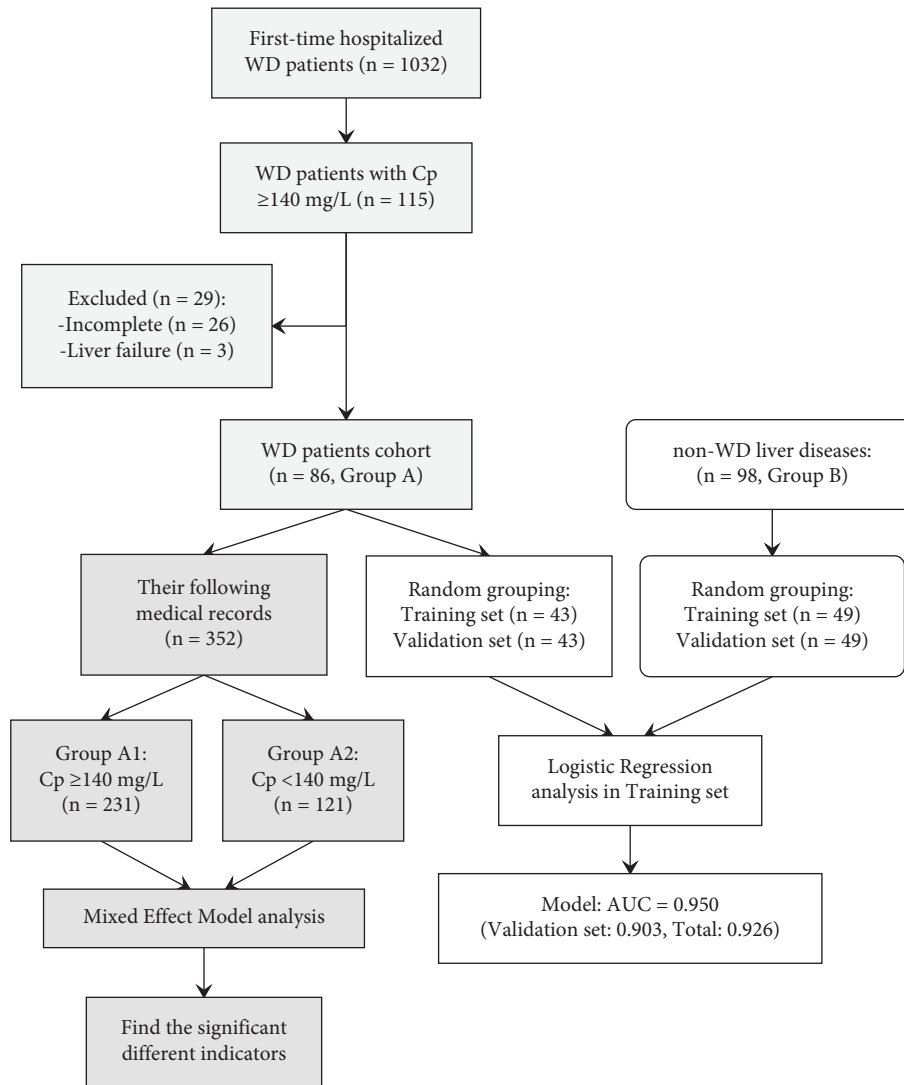 First-time hospitalized
WD patients (n = 1032)
WD patients with Cp
≥140 mg/L (n = 115)
Excluded (n = 29):
-Incomplete (n = 26)
-Liver failure (n = 3)
WD patients cohort
(n = 86, Group A)
non-WD liver diseases:
(n = 98, Group B)
Their following
medical records
(n = 352)
Random grouping:
Training set (n = 43)
Validation set (n = 43)
Random grouping:
Training set (n = 49)
Validation set (n = 49)
Group A1:
Cp ≥140 mg/L
(n = 231)
Group A2:
Cp <140 mg/L
(n = 121)
Logistic Regression
analysis in Training set
Mixed Effect Model analysis
Model: AUC = 0.950
(Validation set: 0.903, Total: 0.926)
Find the significant
different indicators